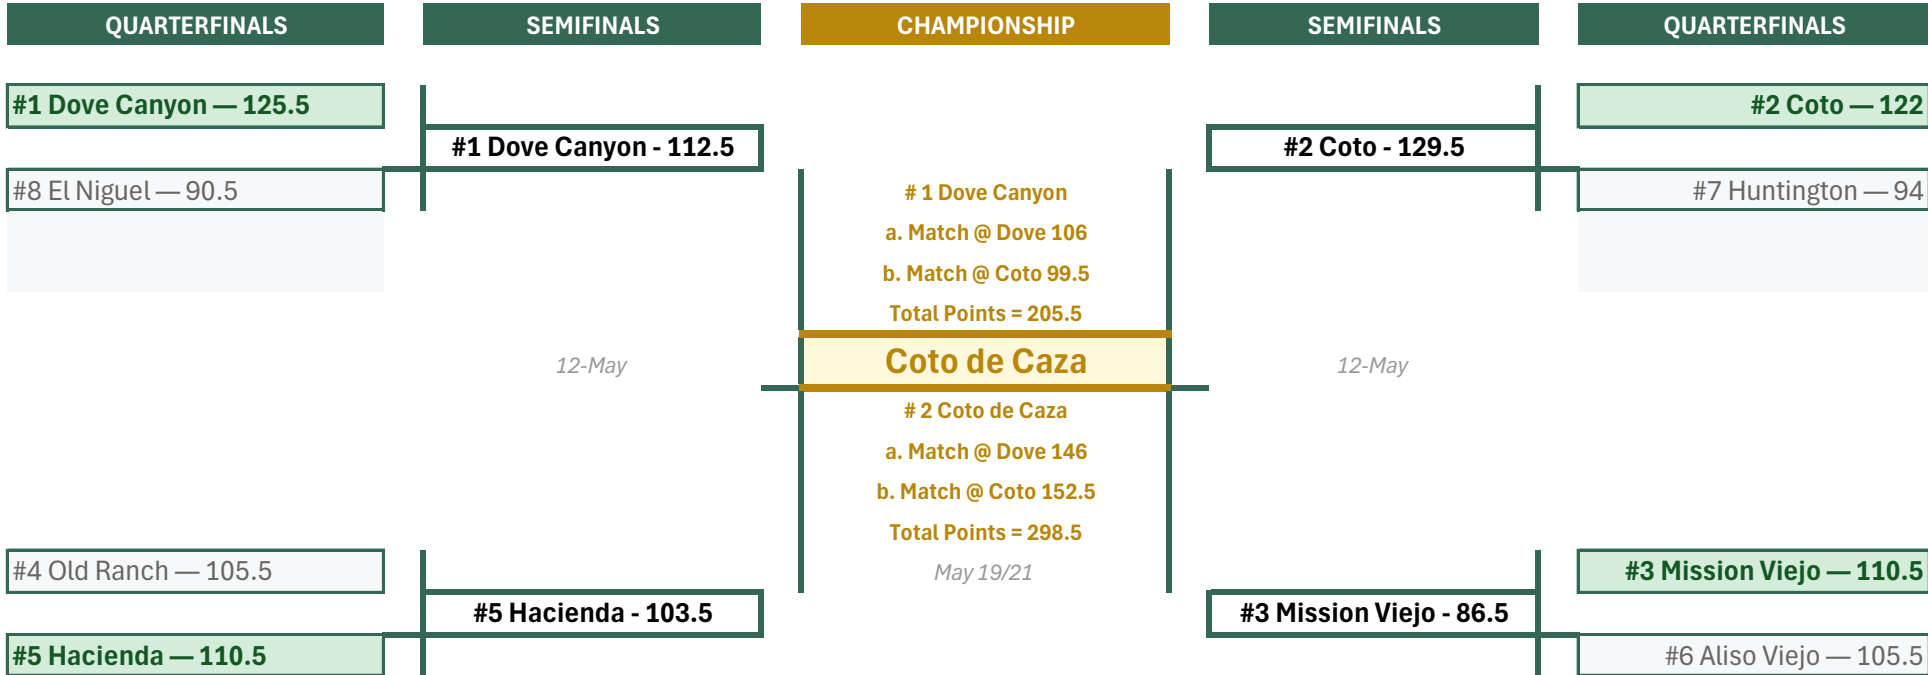 QUARTERFINALS
SEMIFINALS
CHAMPIONSHIP
SEMIFINALS
QUARTERFINALS
#1 Dove Canyon — 125.5
#8 El Niguel — 90.5
#4 Old Ranch — 105.5
#5 Hacienda — 110.5
#1 Dove Canyon - 112.5
12-May
#5 Hacienda - 103.5
# 1 Dove Canyon
a. Match @ Dove 106
b. Match @ Coto 99.5
Total Points = 205.5
Coto de Caza
# 2 Coto de Caza
a. Match @ Dove 146
b. Match @ Coto 152.5
Total Points = 298.5
May 19/21
#2 Coto - 129.5
12-May
#3 Mission Viejo - 86.5
#2 Coto — 122
#7 Huntington — 94
#3 Mission Viejo — 110.5
#6 Aliso Viejo — 105.5